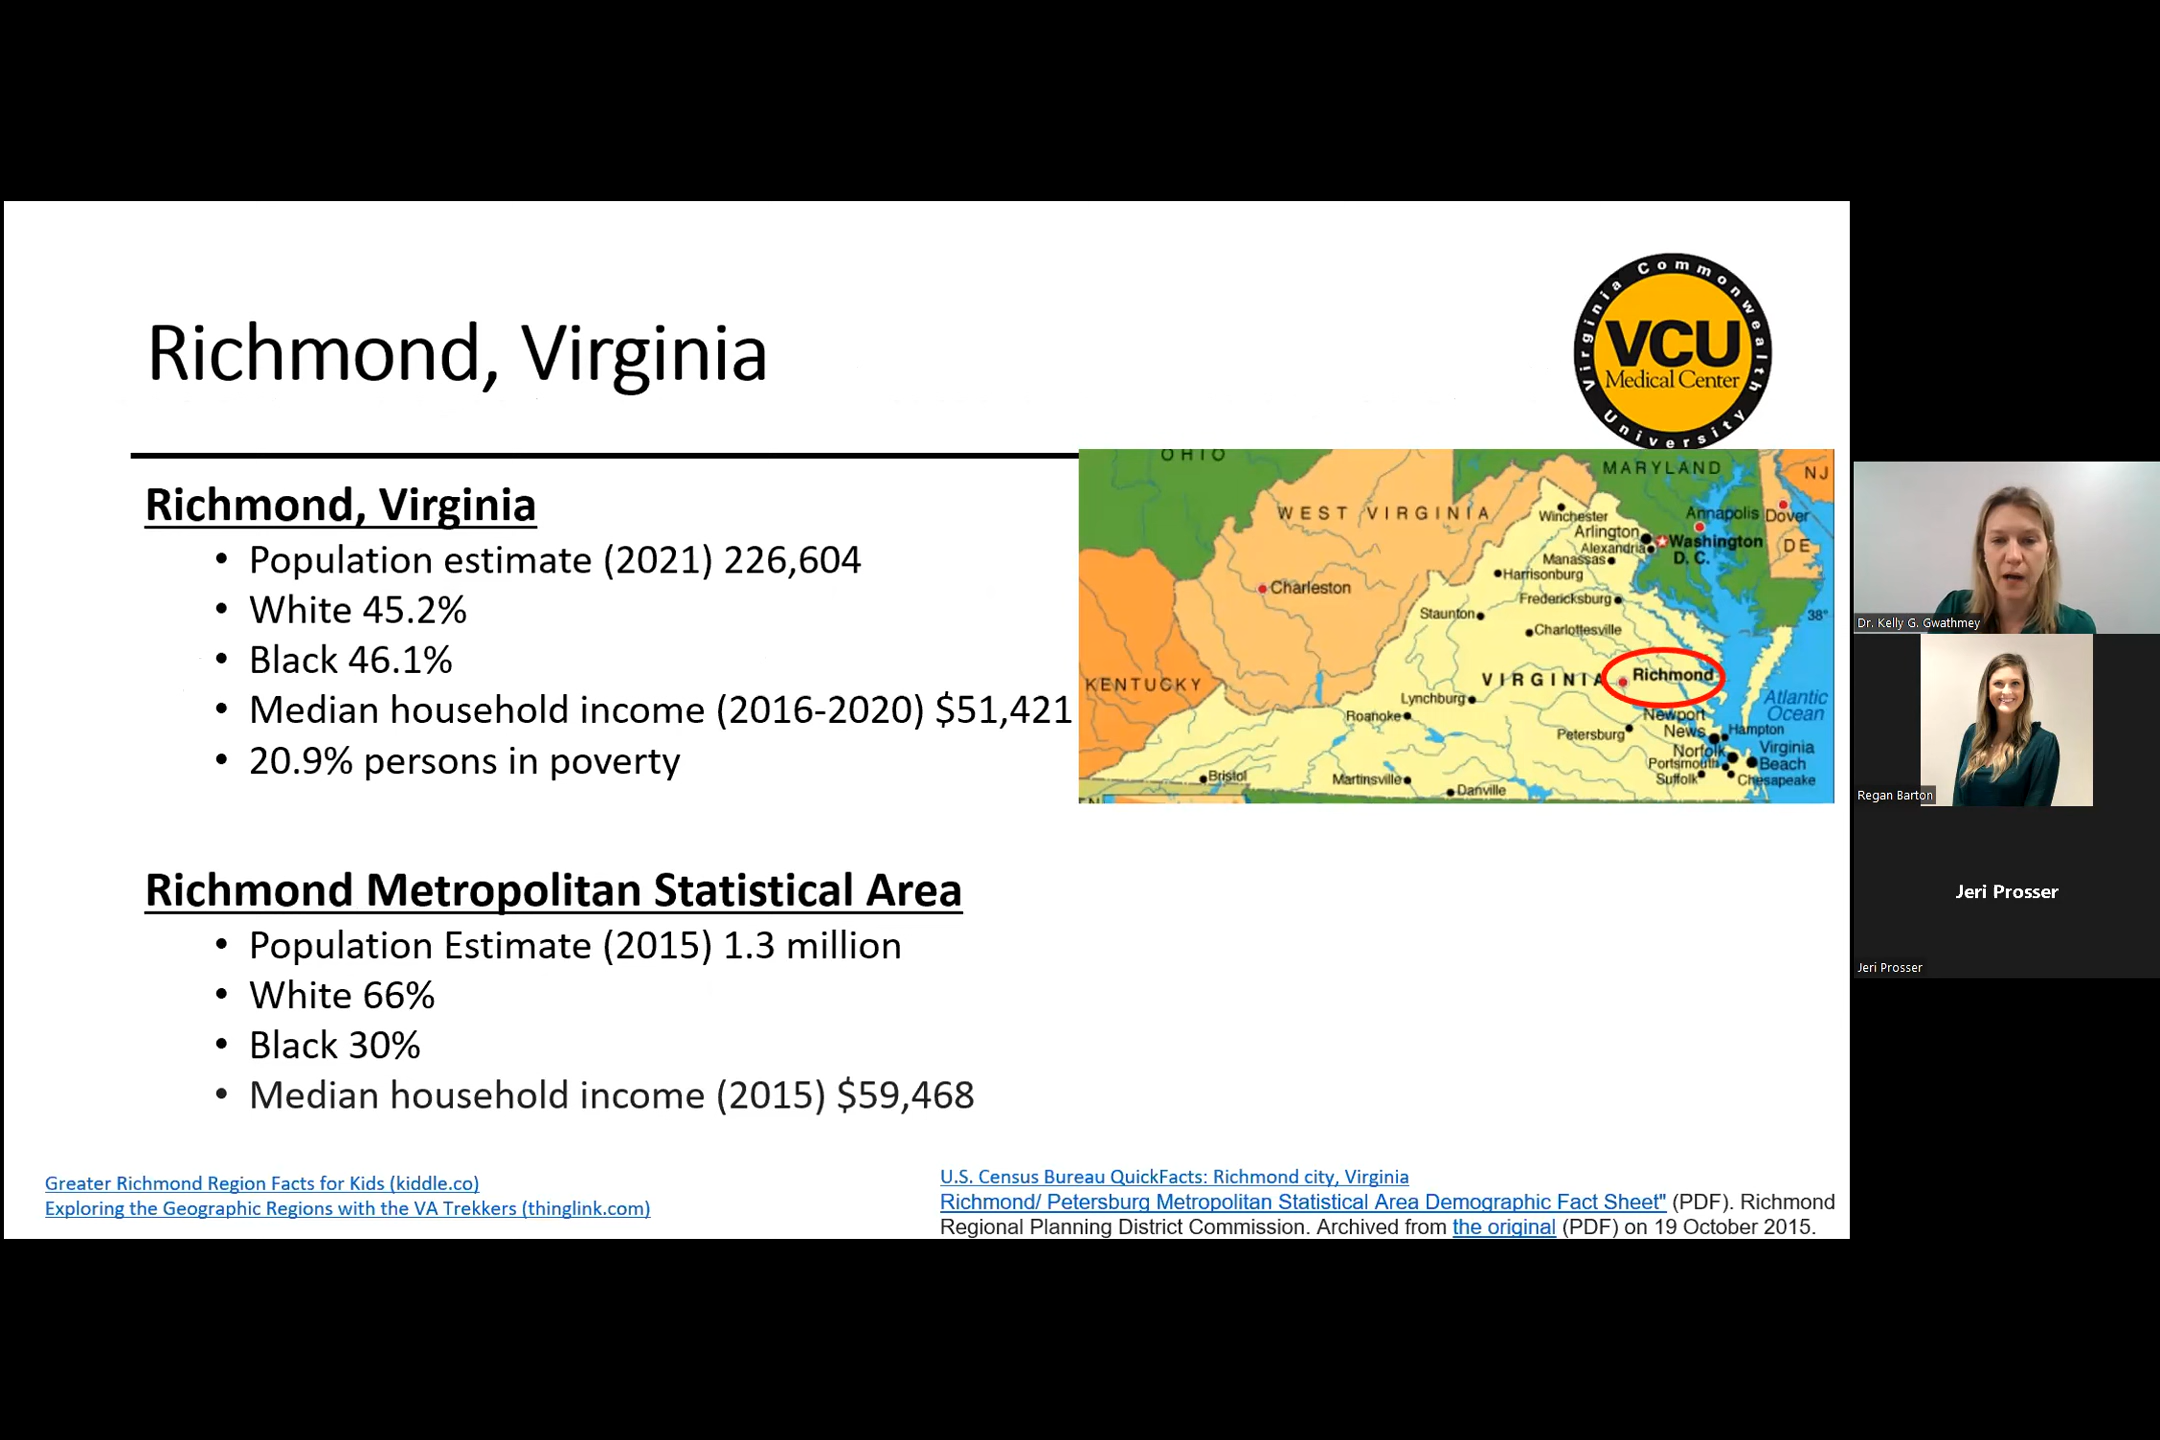 Richmond, Virginia
Virginia Commonwealth University
VCU
Medical Center
Richmond, Virginia
• Population estimate (2021) 226,604
• White 45.2%
• Black 46.1%
• Median household income (2016-2020) $51,421
• 20.9% persons in poverty
OHIO
MARYLAND
NJ
WEST VIRGINIA
Winchester
Annapolis
Dover
Arlington
Washington
D. C.
DE
Alexandria
Manassas
Harrisonburg
Charleston
Fredericksburg
38°
Staunton
Charlottesville
KENTUCKY
VIRGINIA
Richmond
Lynchburg
Atlantic
Ocean
Roanoke
Newport
News
Hampton
Petersburg
Norfolk
Virginia
Beach
Portsmouth
Suffolk
Chesapeake
Bristol
Martinsville
Danville
Richmond Metropolitan Statistical Area
• Population Estimate (2015) 1.3 million
• White 66%
• Black 30%
• Median household income (2015) $59,468
Greater Richmond Region Facts for Kids (kiddle.co)
Exploring the Geographic Regions with the VA Trekkers (thinglink.com)
U.S. Census Bureau QuickFacts: Richmond city, Virginia
Richmond/ Petersburg Metropolitan Statistical Area Demographic Fact Sheet" (PDF). Richmond
Regional Planning District Commission. Archived from the original (PDF) on 19 October 2015.
Dr. Kelly G. Gwathmey
Regan Barton
Jeri Prosser
Jeri Prosser